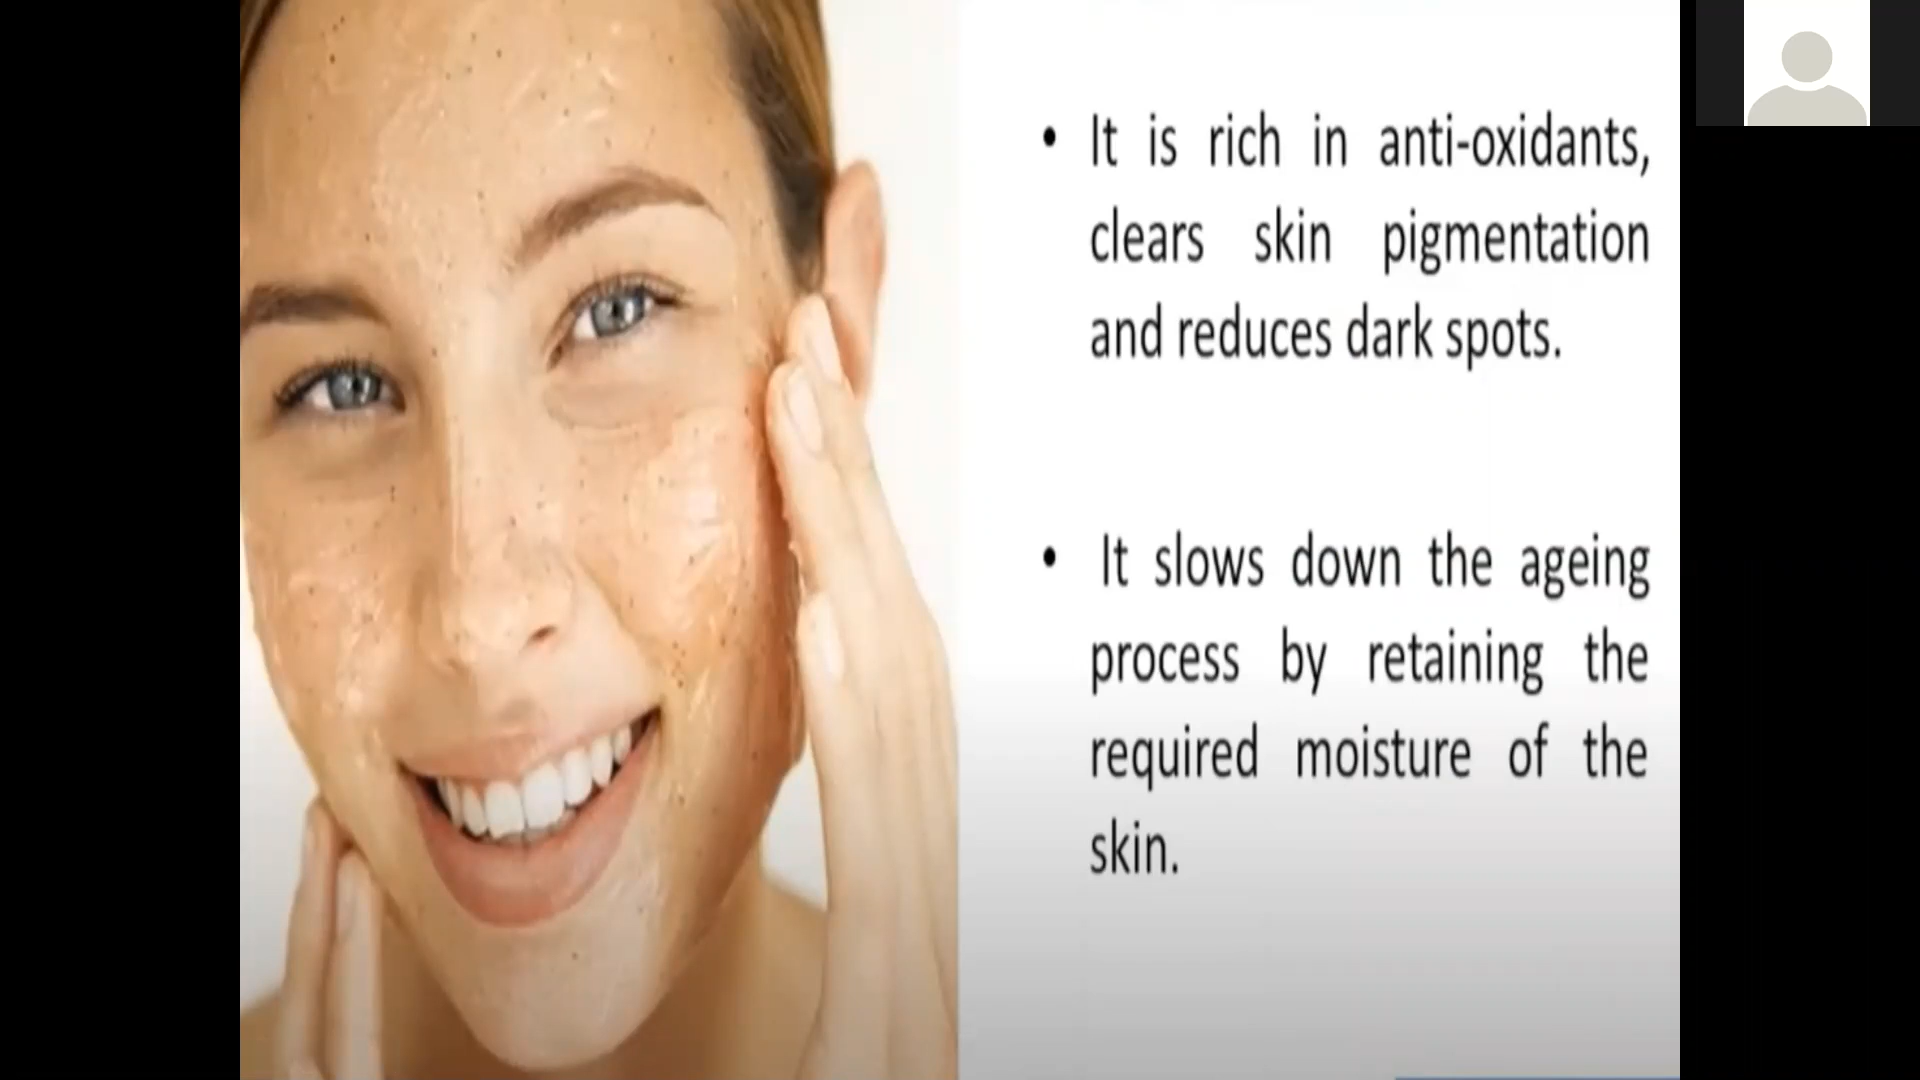 • It is rich in anti-oxidants,
clears skin pigmentation
and reduces dark spots.
• It slows down the ageing
process by retaining the
required moisture of the
skin.